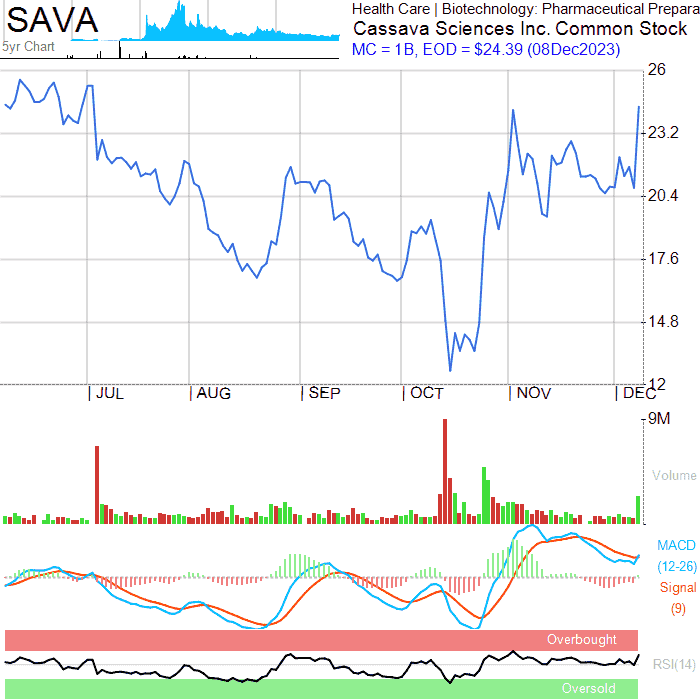 SAVA
5yr Chart
Health Care | Biotechnology: Pharmaceutical Prepara
Cassava Sciences Inc. Common Stock
MC = 1B, EOD = $24.39 (08Dec2023)
26
23.2
20.4
17.6
14.8
12
| JUL | AUG | SEP | OCT | NOV | DEC
9M
Volume
MACD
(12-26)
Signal
(9)
Overbought
RSI(14)
Oversold